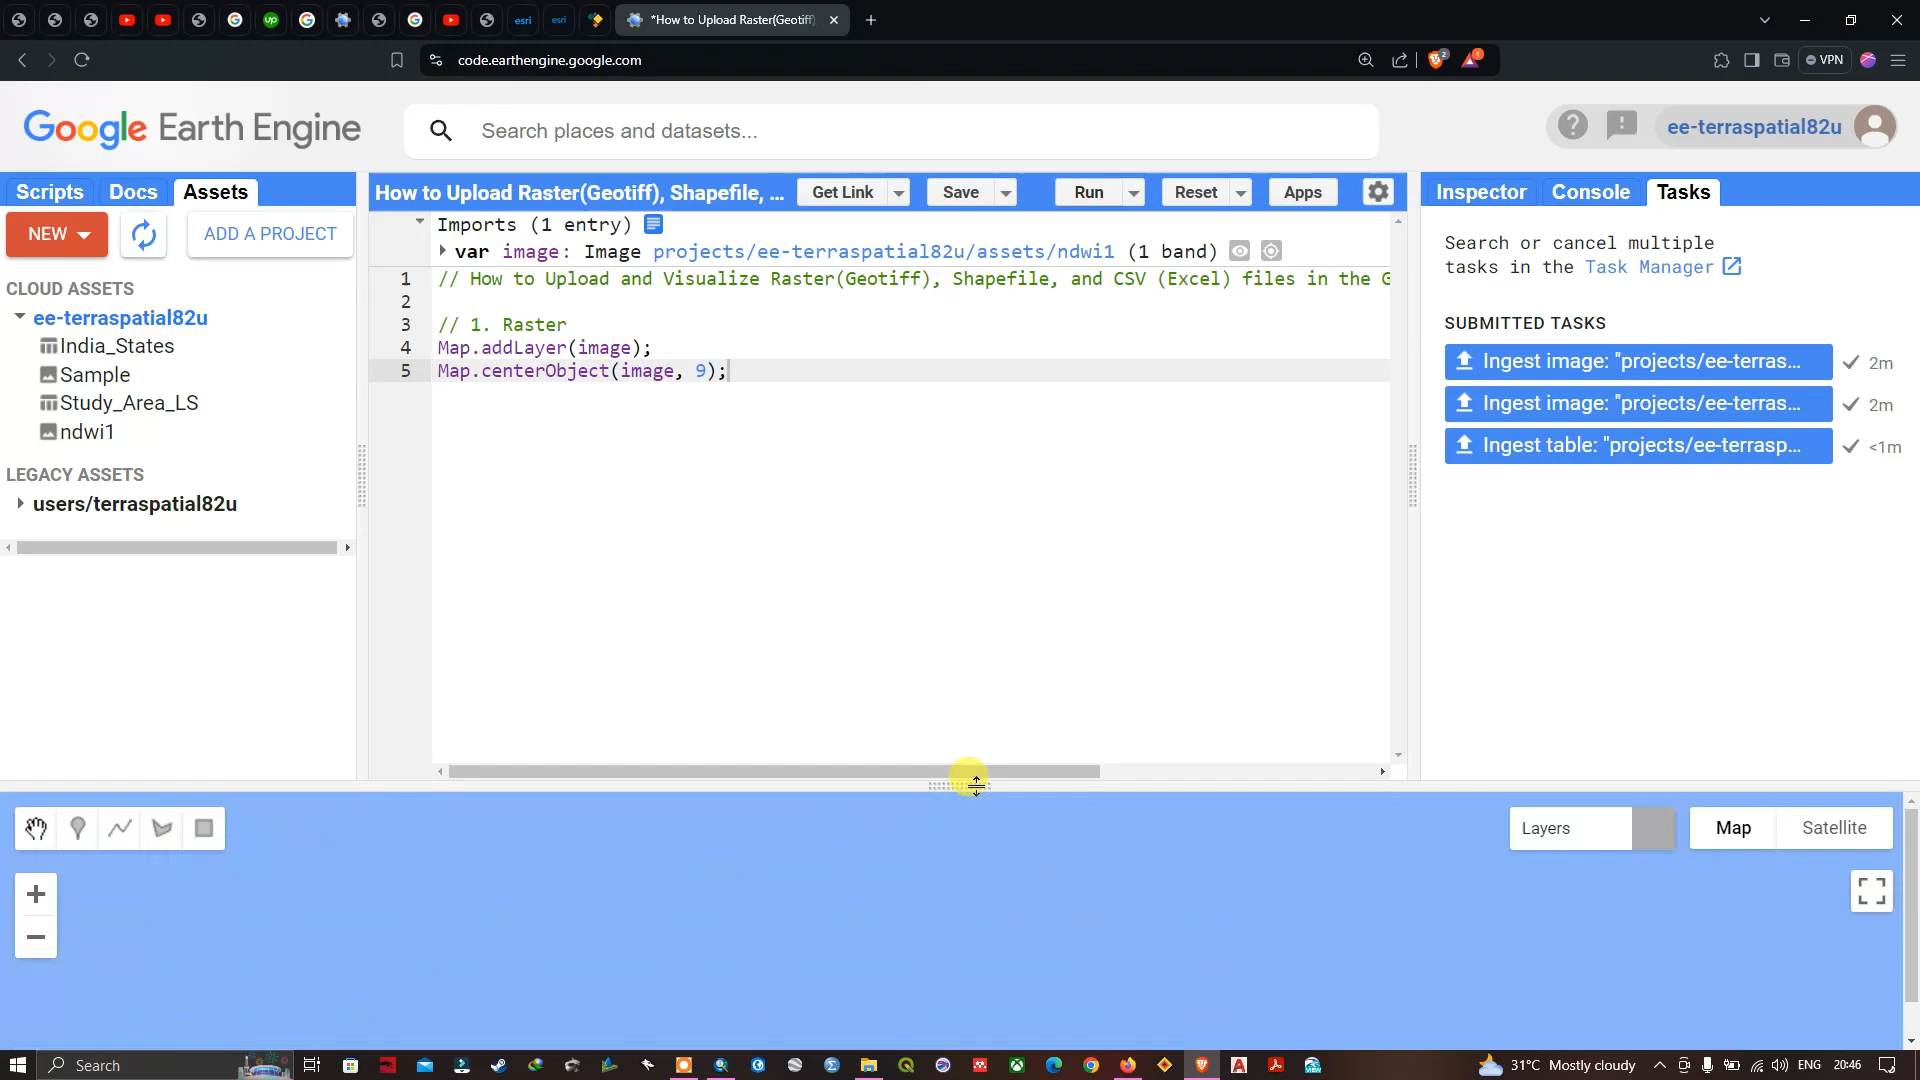 esri
esri
*How to Upload Raster(Geotiff),
code.earthengine.google.com
2
1
VPN
Google Earth Engine
Search places and datasets...
ee-terraspatial82u
Scripts
Docs
Assets
How to Upload Raster(Geotiff), Shapefile, ...
Get Link
Save
Run
Reset
Apps
Inspector
Console
Tasks
NEW
ADD A PROJECT
CLOUD ASSETS
ee-terraspatial82u
India_States
Sample
Study_Area_LS
ndwi1
LEGACY ASSETS
users/terraspatial82u
Imports (1 entry)
var image: Image projects/ee-terraspatial82u/assets/ndwi1 (1 band)
1 // How to Upload and Visualize Raster(Geotiff), Shapefile, and CSV (Excel) files in the G
2
3 // 1. Raster
4 Map.addLayer(image);
5 Map.centerObject(image, 9);
Search or cancel multiple
tasks in the Task Manager
SUBMITTED TASKS
Ingest image: "projects/ee-terras... 2m
Ingest image: "projects/ee-terras... 2m
Ingest table: "projects/ee-terrasp... <1m
Layers
Map
Satellite
Search
31°C Mostly cloudy
ENG
20:46